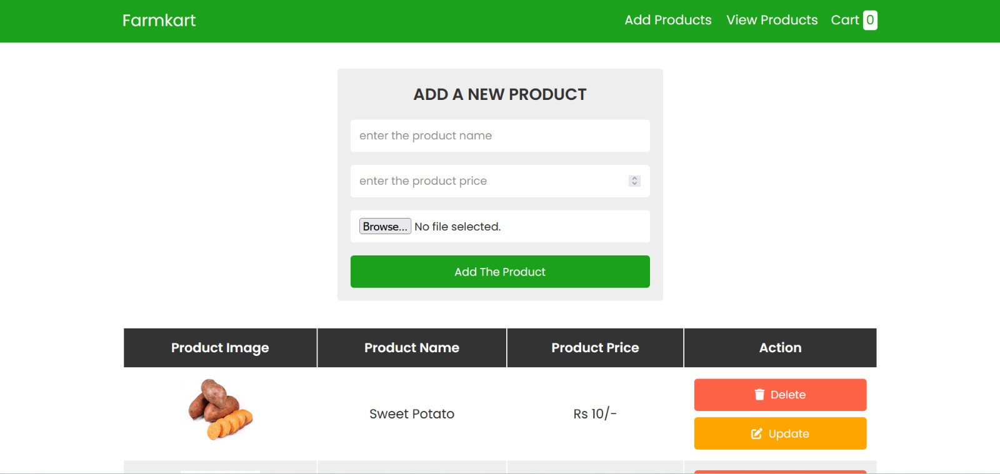 Farmkart Add Products View Products Cart 0
ADD A NEW PRODUCT
enter the product name
enter the product price
Browse... No file selected.
Add The Product
Product Image Product Name Product Price Action
Sweet Potato Rs 10/- Delete
Update